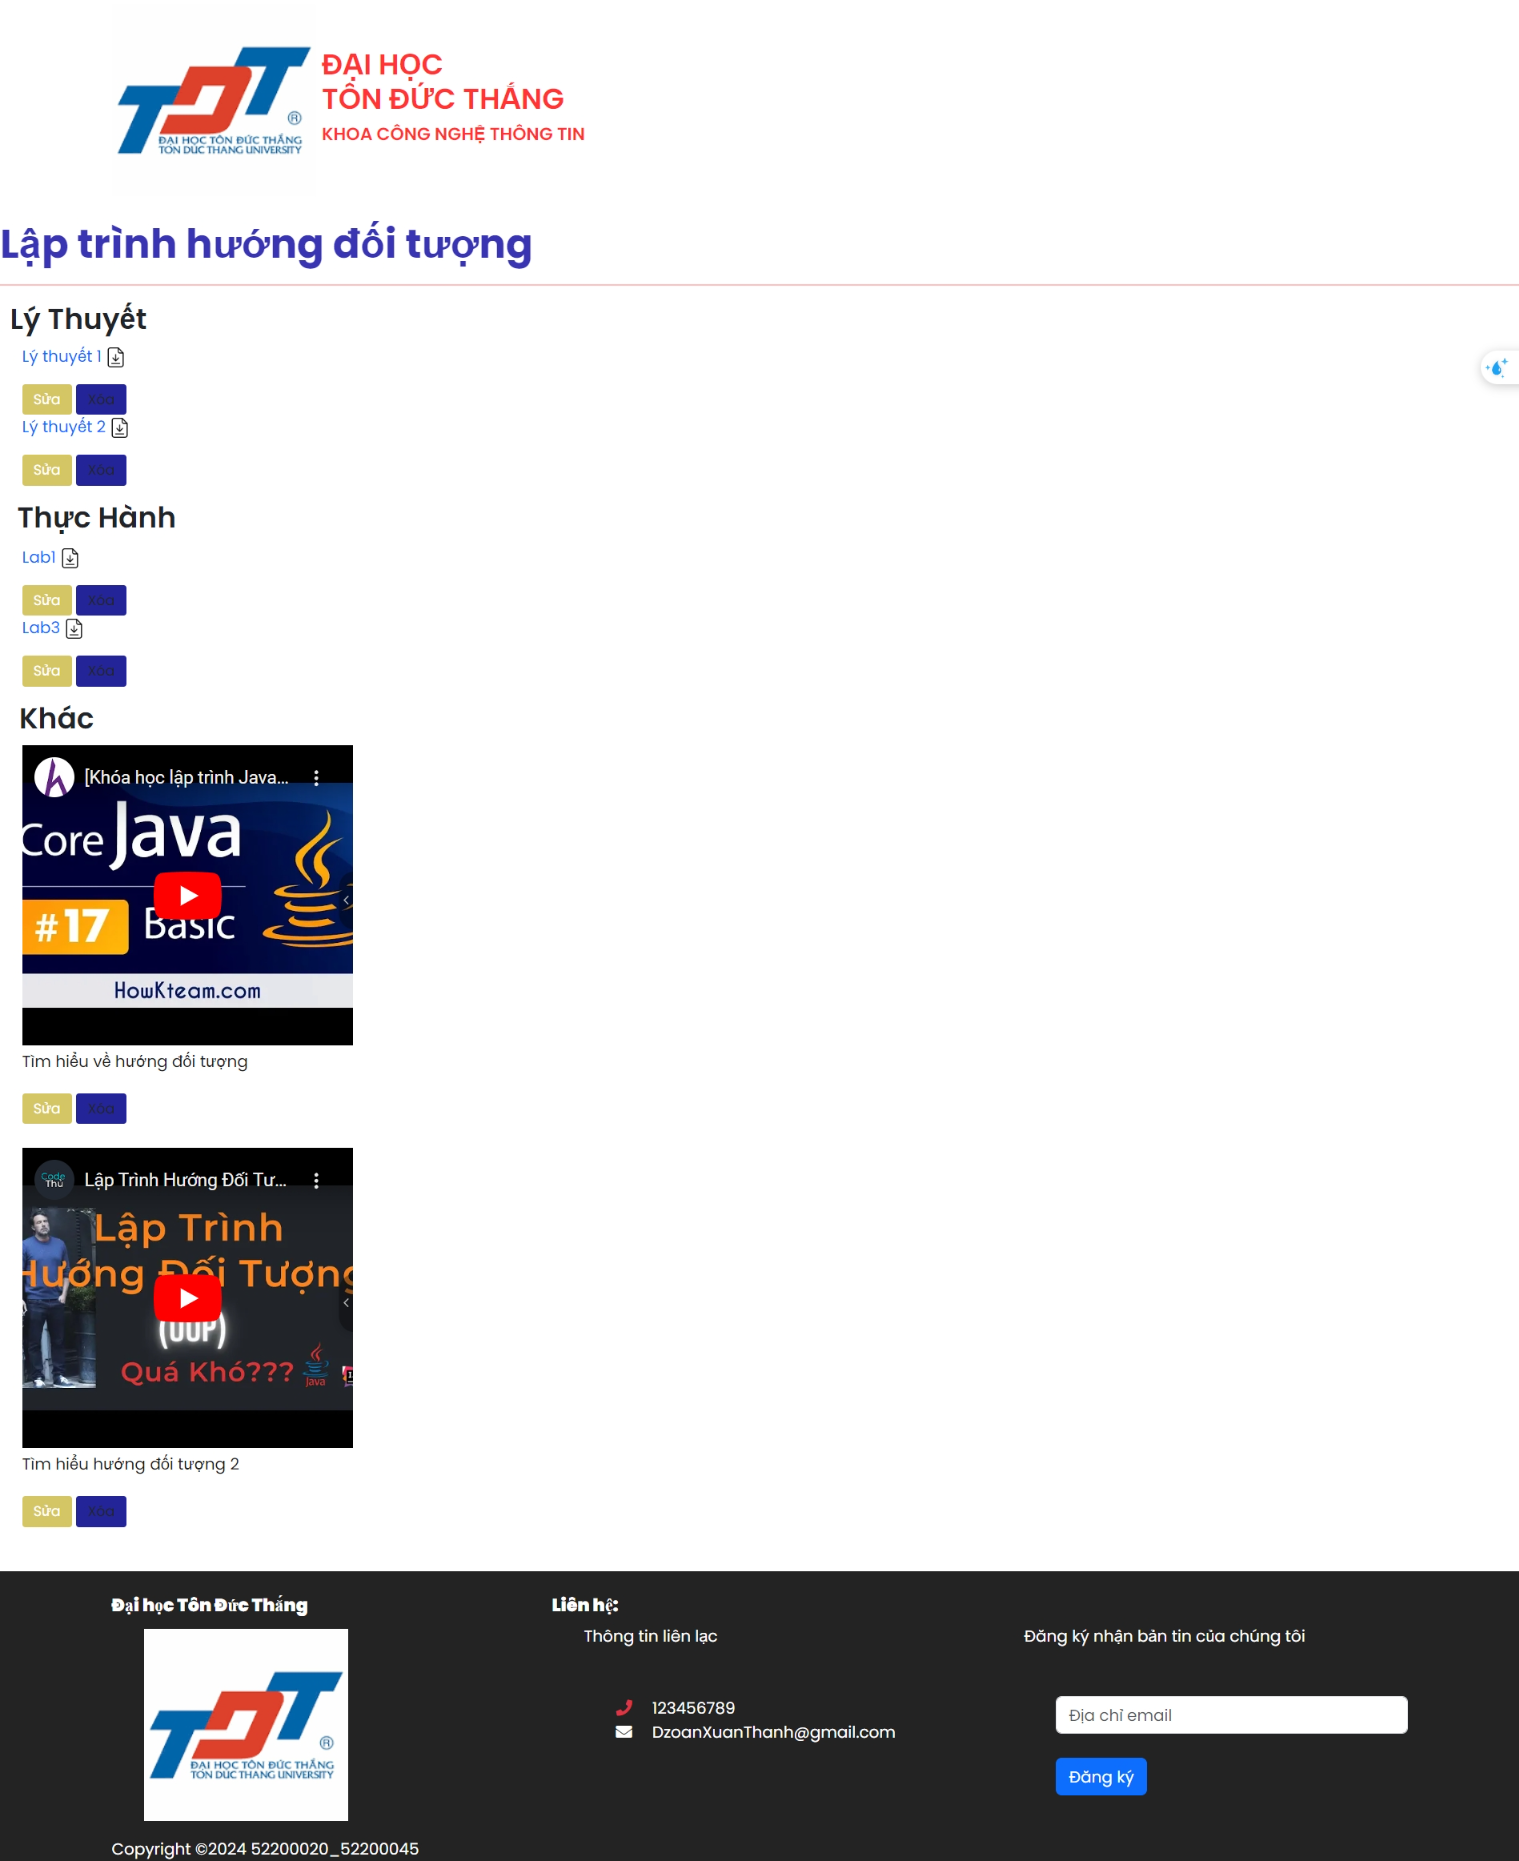 TDT
®
ĐẠI HỌC TÔN ĐỨC THẮNG
TON DUC THANG UNIVERSITY
ĐẠI HỌC
TÔN ĐỨC THẮNG
KHOA CÔNG NGHỆ THÔNG TIN
Lập trình hướng đối tượng
Lý Thuyết
Lý thuyết 1
Sửa Xóa
Lý thuyết 2
Sửa Xóa
Thực Hành
Lab1
Sửa Xóa
Lab3
Sửa Xóa
Khác
[Khóa học lập trình Java...
Core Java
#17 Basic
HowKteam.com
Tìm hiểu về hướng đối tượng
Sửa Xóa
Code Thu
Lập Trình Hướng Đối Tư...
Lập Trình
Hướng Đối Tượng
(OOP)
Quá Khó???
Java
Tìm hiểu hướng đối tượng 2
Sửa Xóa
Đại học Tôn Đức Thắng
TDT
®
ĐẠI HỌC TÔN ĐỨC THẮNG
TON DUC THANG UNIVERSITY
Copyright ©2024 52200020_52200045
Liên hệ:
Thông tin liên lạc
123456789
DzoanXuanThanh@gmail.com
Đăng ký nhận bản tin của chúng tôi
Địa chỉ email
Đăng ký